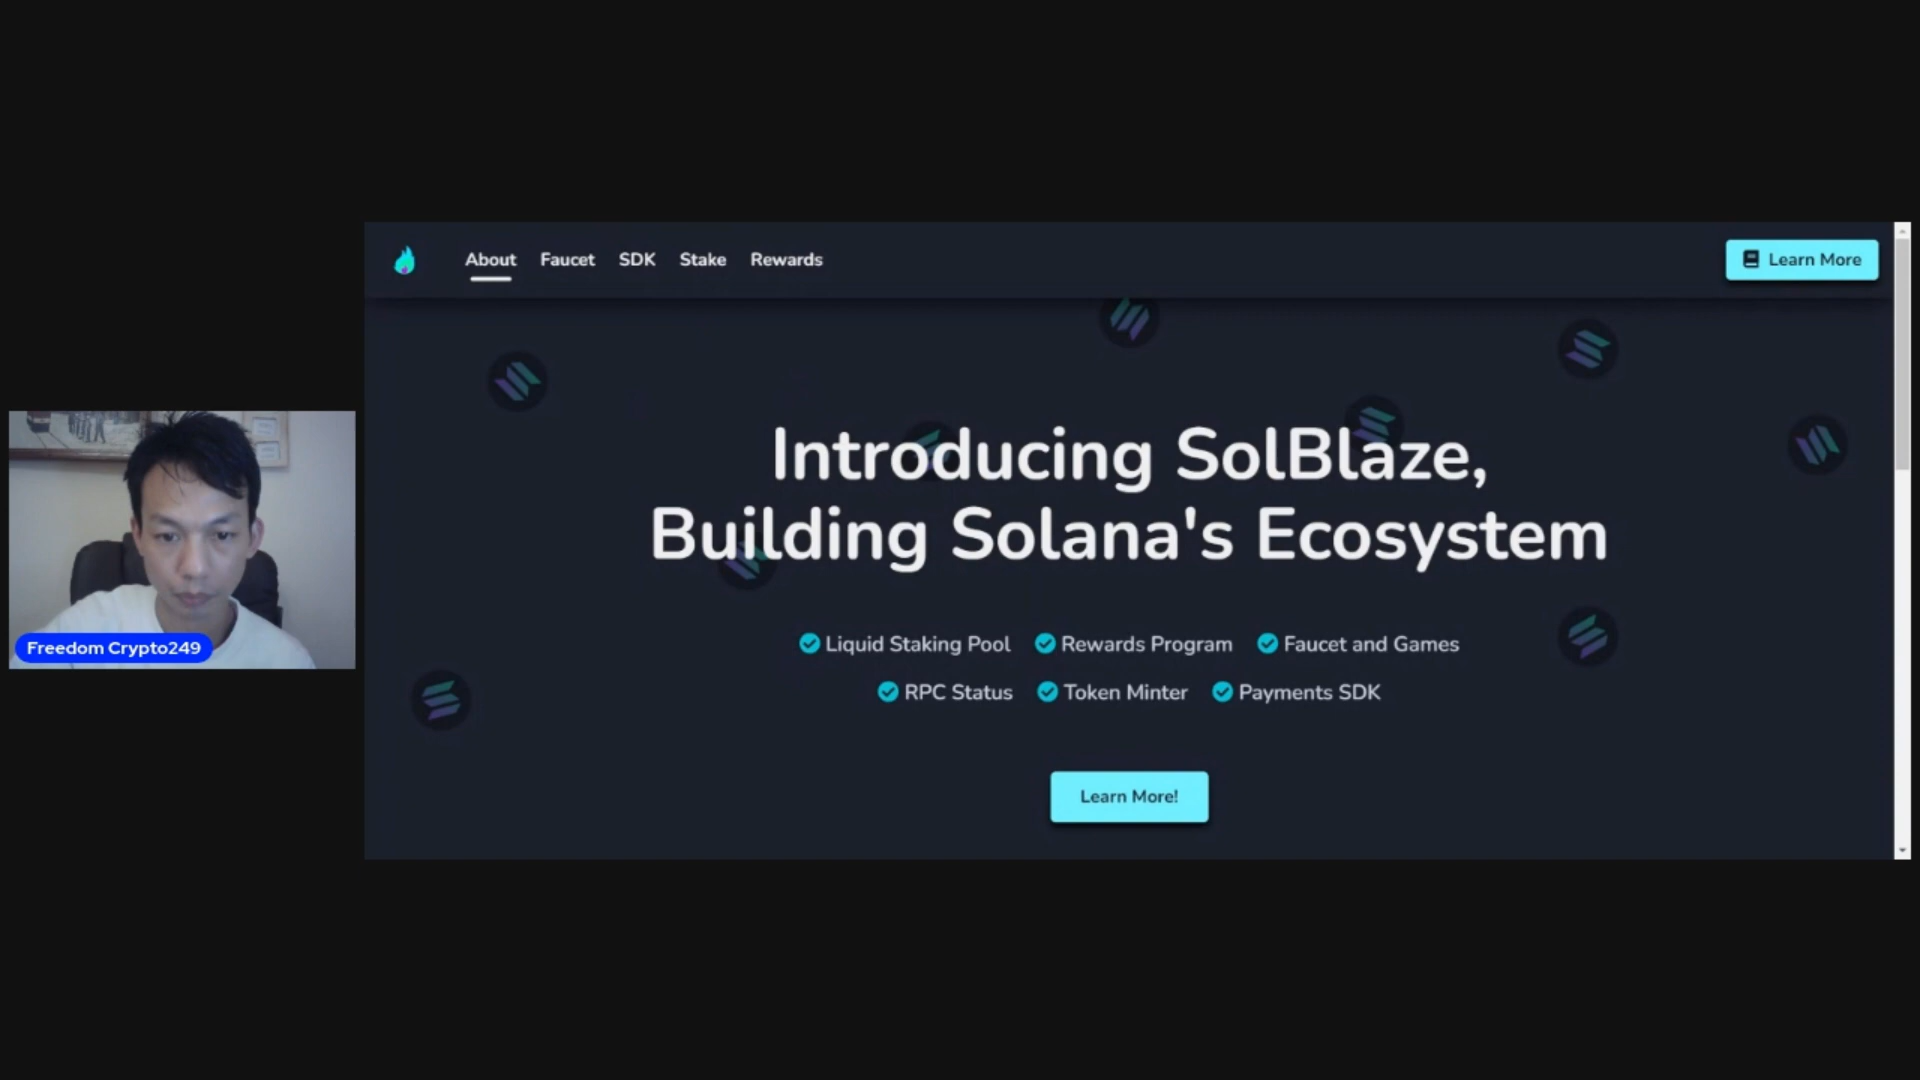 About Faucet SDK Stake Rewards
Learn More
Introducing SolBlaze,
Building Solana's Ecosystem
Liquid Staking Pool Rewards Program Faucet and Games
RPC Status Token Minter Payments SDK
Learn More!
Freedom Crypto249